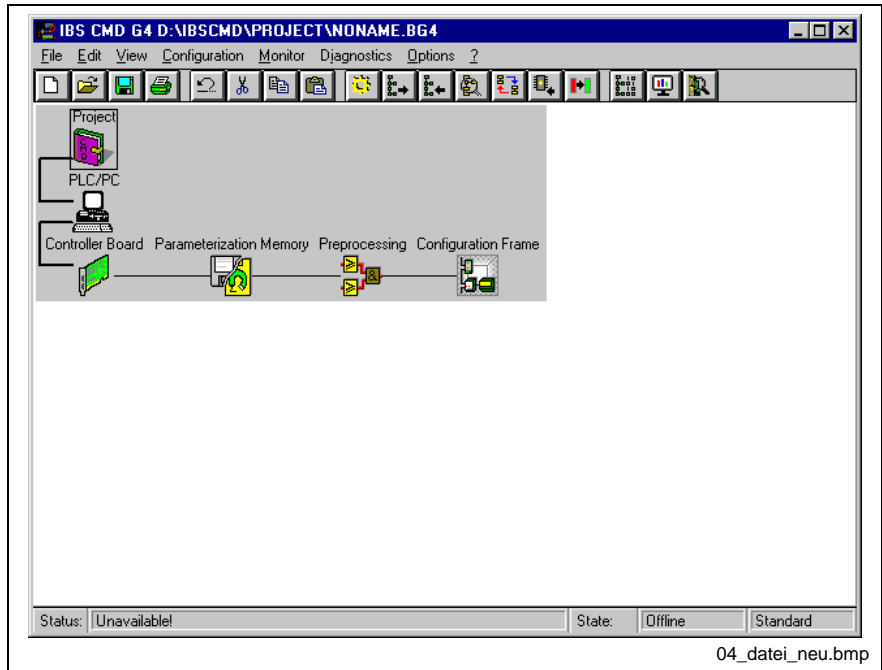 IBS CMD G4 D:\IBSCMD\PROJECT\NONAME.BG4
File Edit View Configuration Monitor Diagnostics Options ?
Project
PLC/PC
Controller Board Parameterization Memory Preprocessing Configuration Frame
≥
&
≥
Status: Unavailable! State: Offline Standard
04_datei_neu.bmp